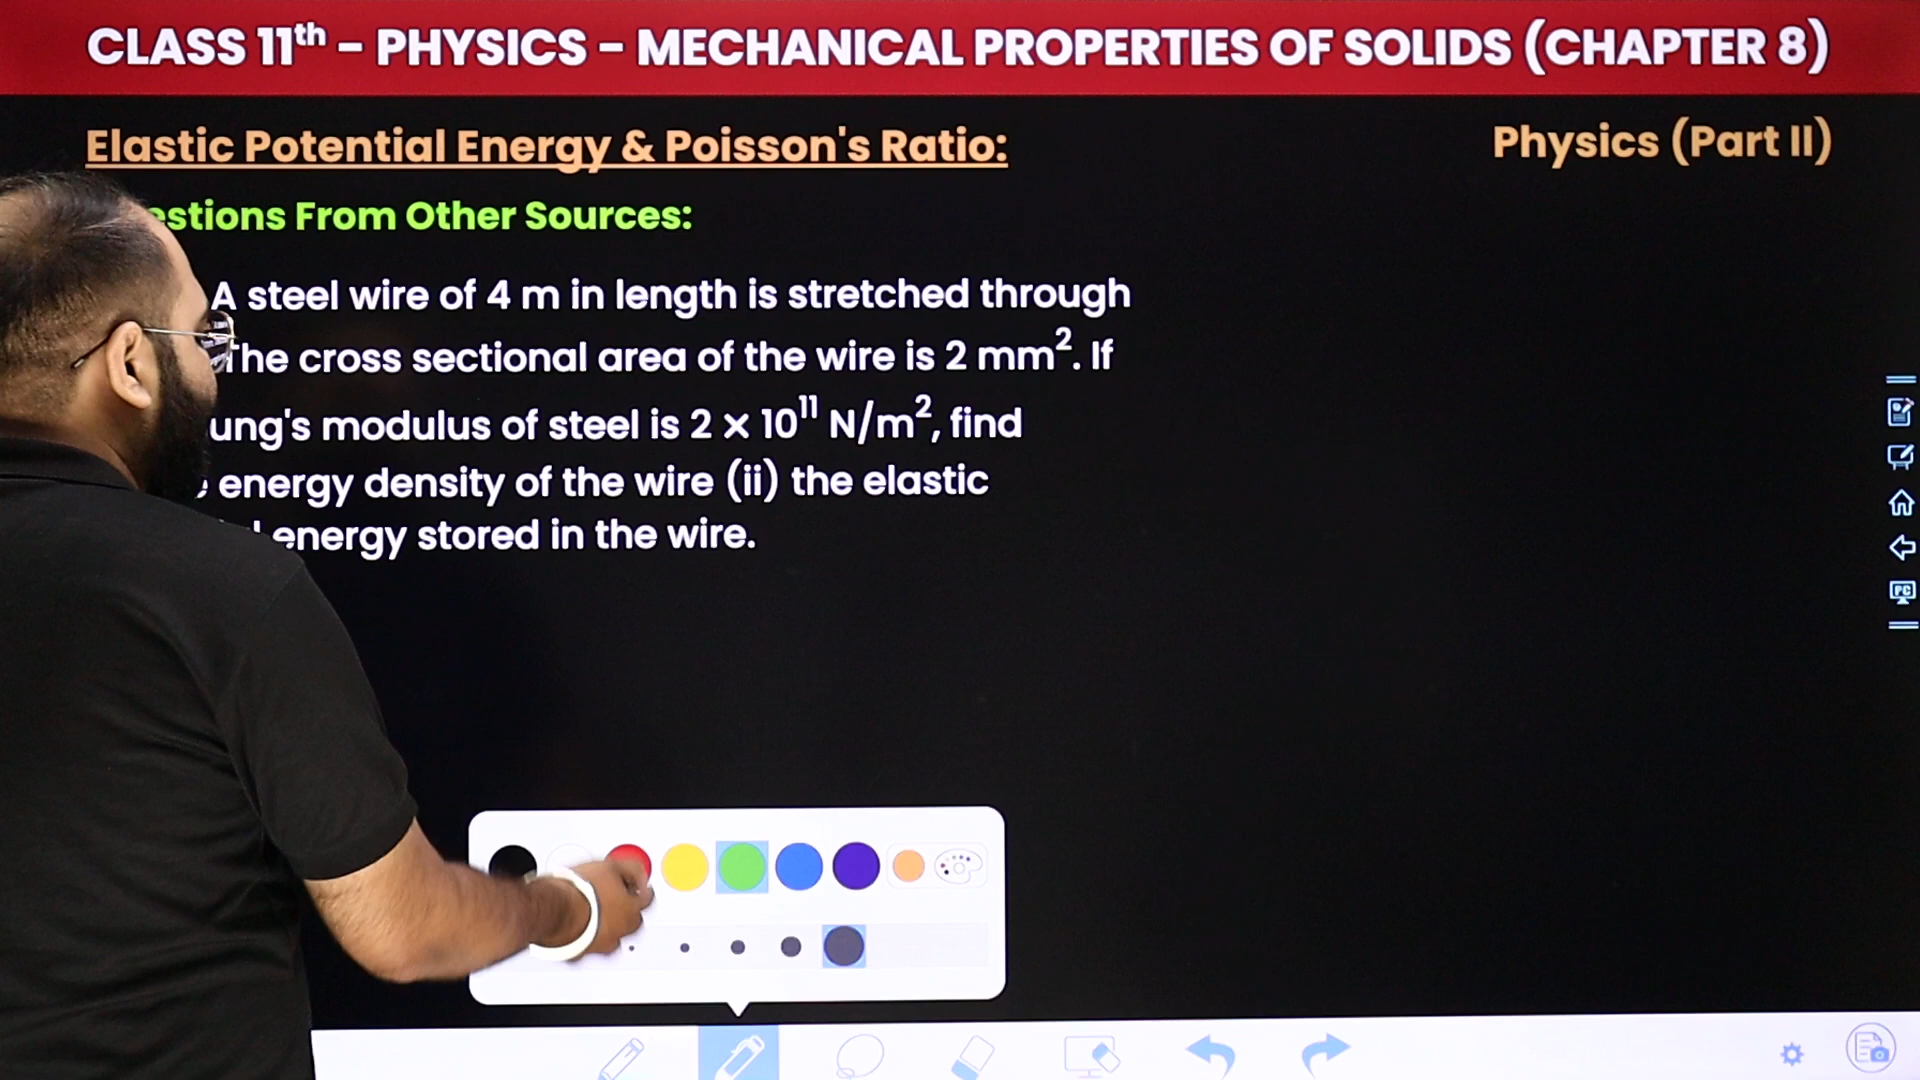 CLASS 11th - PHYSICS - MECHANICAL PROPERTIES OF SOLIDS (CHAPTER 8)
Elastic Potential Energy & Poisson's Ratio:
Physics (Part II)
From Other Sources:
A steel wire of 4 m in length is stretched through
The cross sectional area of the wire is 2 mm². If
modulus of steel is 2 × 10¹¹ N/m², find
energy density of the wire (ii) the elastic
energy stored in the wire.
PC